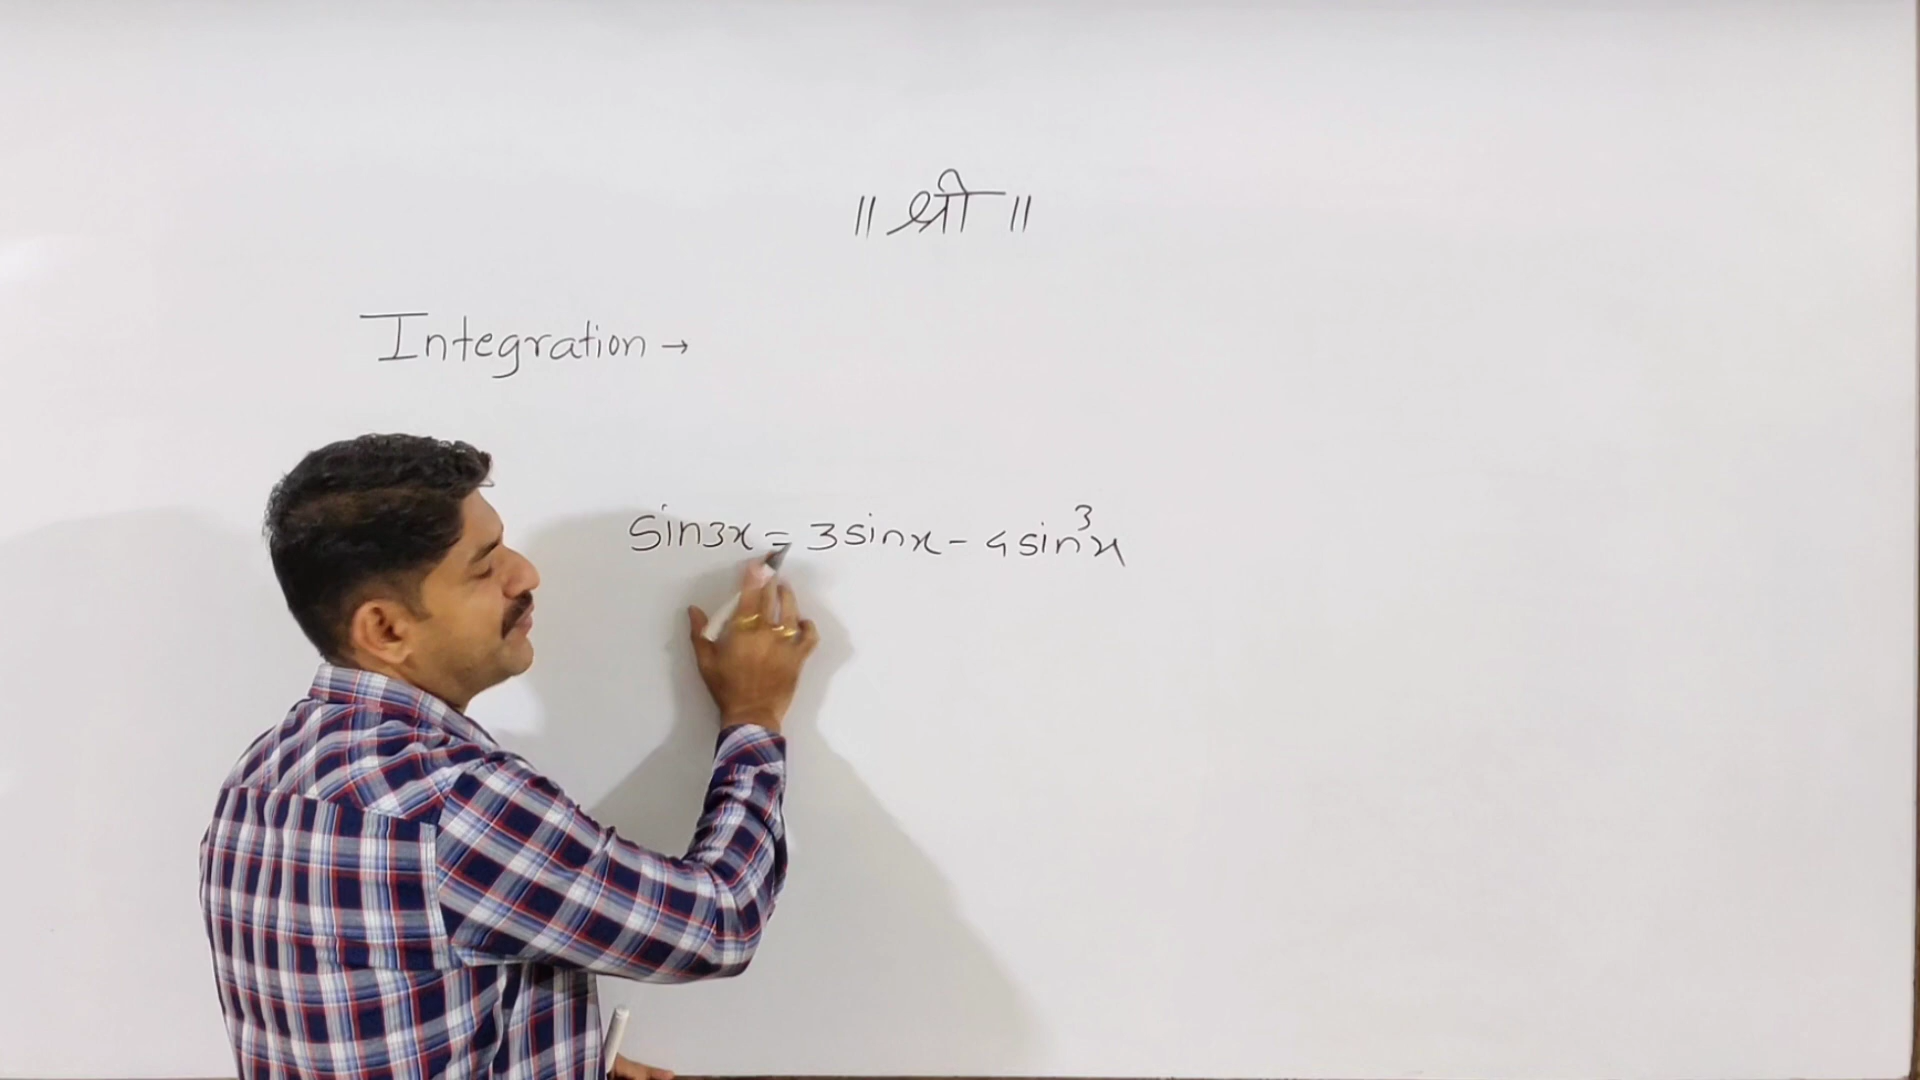 || श्री ||
Integration →
Sin3x = 3sinx - 4sin³x